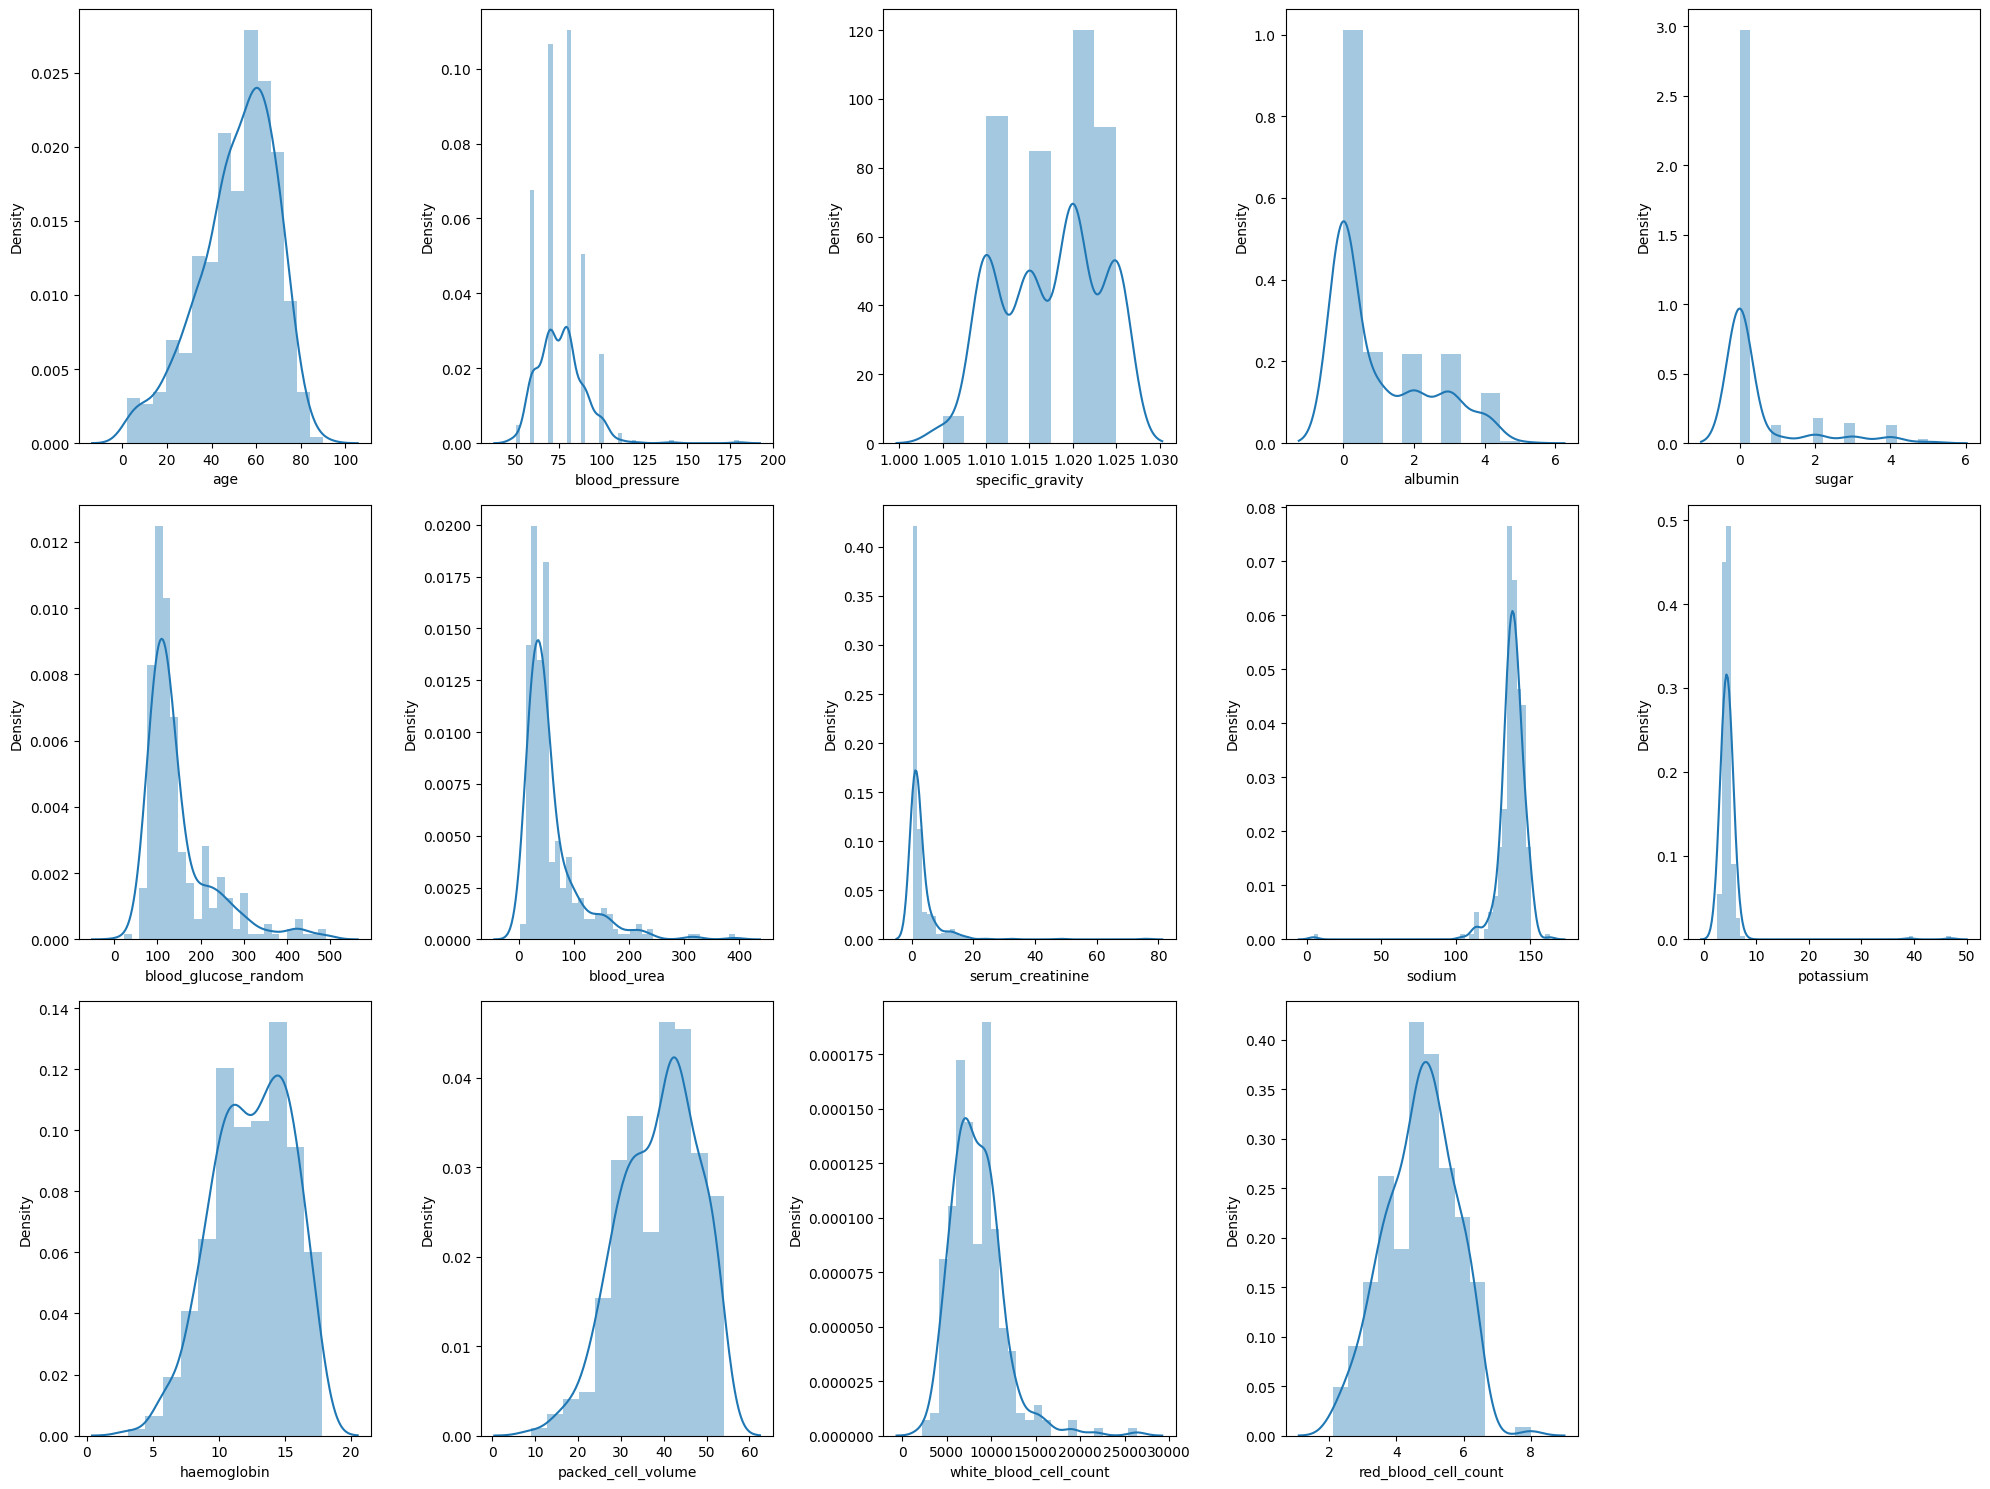 0.025
0.020
0.015
0.010
0.005
0.000
Density
0 20 40 60 80 100
age
0.10
0.08
0.06
0.04
0.02
0.00
Density
50 75 100 125 150 175 200
blood_pressure
120
100
80
60
40
20
0
Density
1.000 1.005 1.010 1.015 1.020 1.025 1.030
specific_gravity
1.0
0.8
0.6
0.4
0.2
0.0
Density
0 2 4 6
albumin
3.0
2.5
2.0
1.5
1.0
0.5
0.0
Density
0 2 4 6
sugar
0.012
0.010
0.008
0.006
0.004
0.002
0.000
Density
0 100 200 300 400 500
blood_glucose_random
0.0200
0.0175
0.0150
0.0125
0.0100
0.0075
0.0050
0.0025
0.0000
Density
0 100 200 300 400
blood_urea
0.40
0.35
0.30
0.25
0.20
0.15
0.10
0.05
0.00
Density
0 20 40 60 80
serum_creatinine
0.08
0.07
0.06
0.05
0.04
0.03
0.02
0.01
0.00
Density
0 50 100 150
sodium
0.5
0.4
0.3
0.2
0.1
0.0
Density
0 10 20 30 40 50
potassium
0.14
0.12
0.10
0.08
0.06
0.04
0.02
0.00
Density
0 5 10 15 20
haemoglobin
0.04
0.03
0.02
0.01
0.00
Density
0 10 20 30 40 50 60
packed_cell_volume
0.000175
0.000150
0.000125
0.000100
0.000075
0.000050
0.000025
0.000000
Density
0 5000 10000 15000 20000 25000 30000
white_blood_cell_count
0.40
0.35
0.30
0.25
0.20
0.15
0.10
0.05
0.00
Density
2 4 6 8
red_blood_cell_count